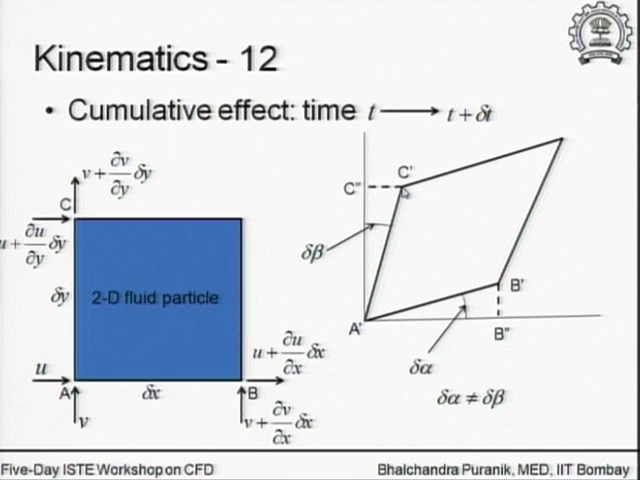 Kinematics - 12
• Cumulative effect: time t ⟶ t + δt
v + ∂v/∂y δy
C
u + ∂u/∂y δy
δy
2-D fluid particle
u
A
δx
B
v
u + ∂u/∂x δx
v + ∂v/∂x δx
C'
C"
δβ
B'
A'
B"
δα
δα ≠ δβ
Five-Day ISTE Workshop on CFD
Bhalchandra Puranik, MED, IIT Bombay